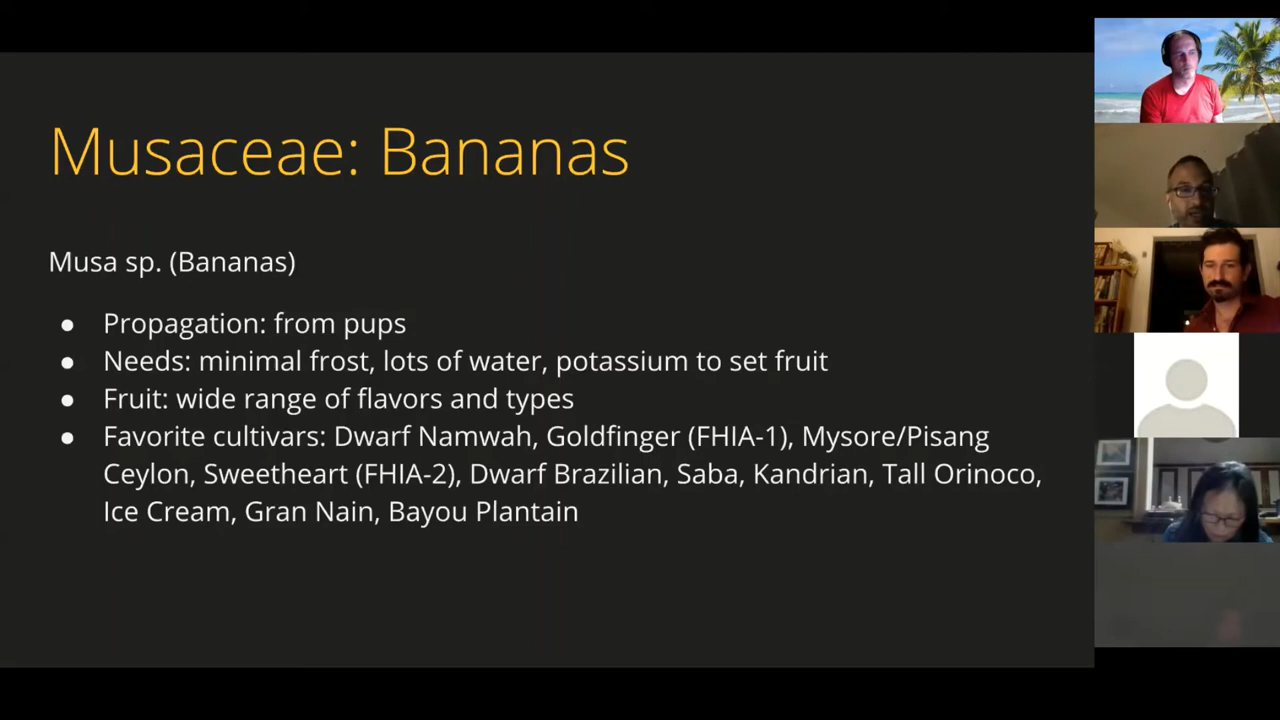 Musaceae: Bananas
Musa sp. (Bananas)
● Propagation: from pups
● Needs: minimal frost, lots of water, potassium to set fruit
● Fruit: wide range of flavors and types
● Favorite cultivars: Dwarf Namwah, Goldfinger (FHIA-1), Mysore/Pisang
Ceylon, Sweetheart (FHIA-2), Dwarf Brazilian, Saba, Kandrian, Tall Orinoco,
Ice Cream, Gran Nain, Bayou Plantain